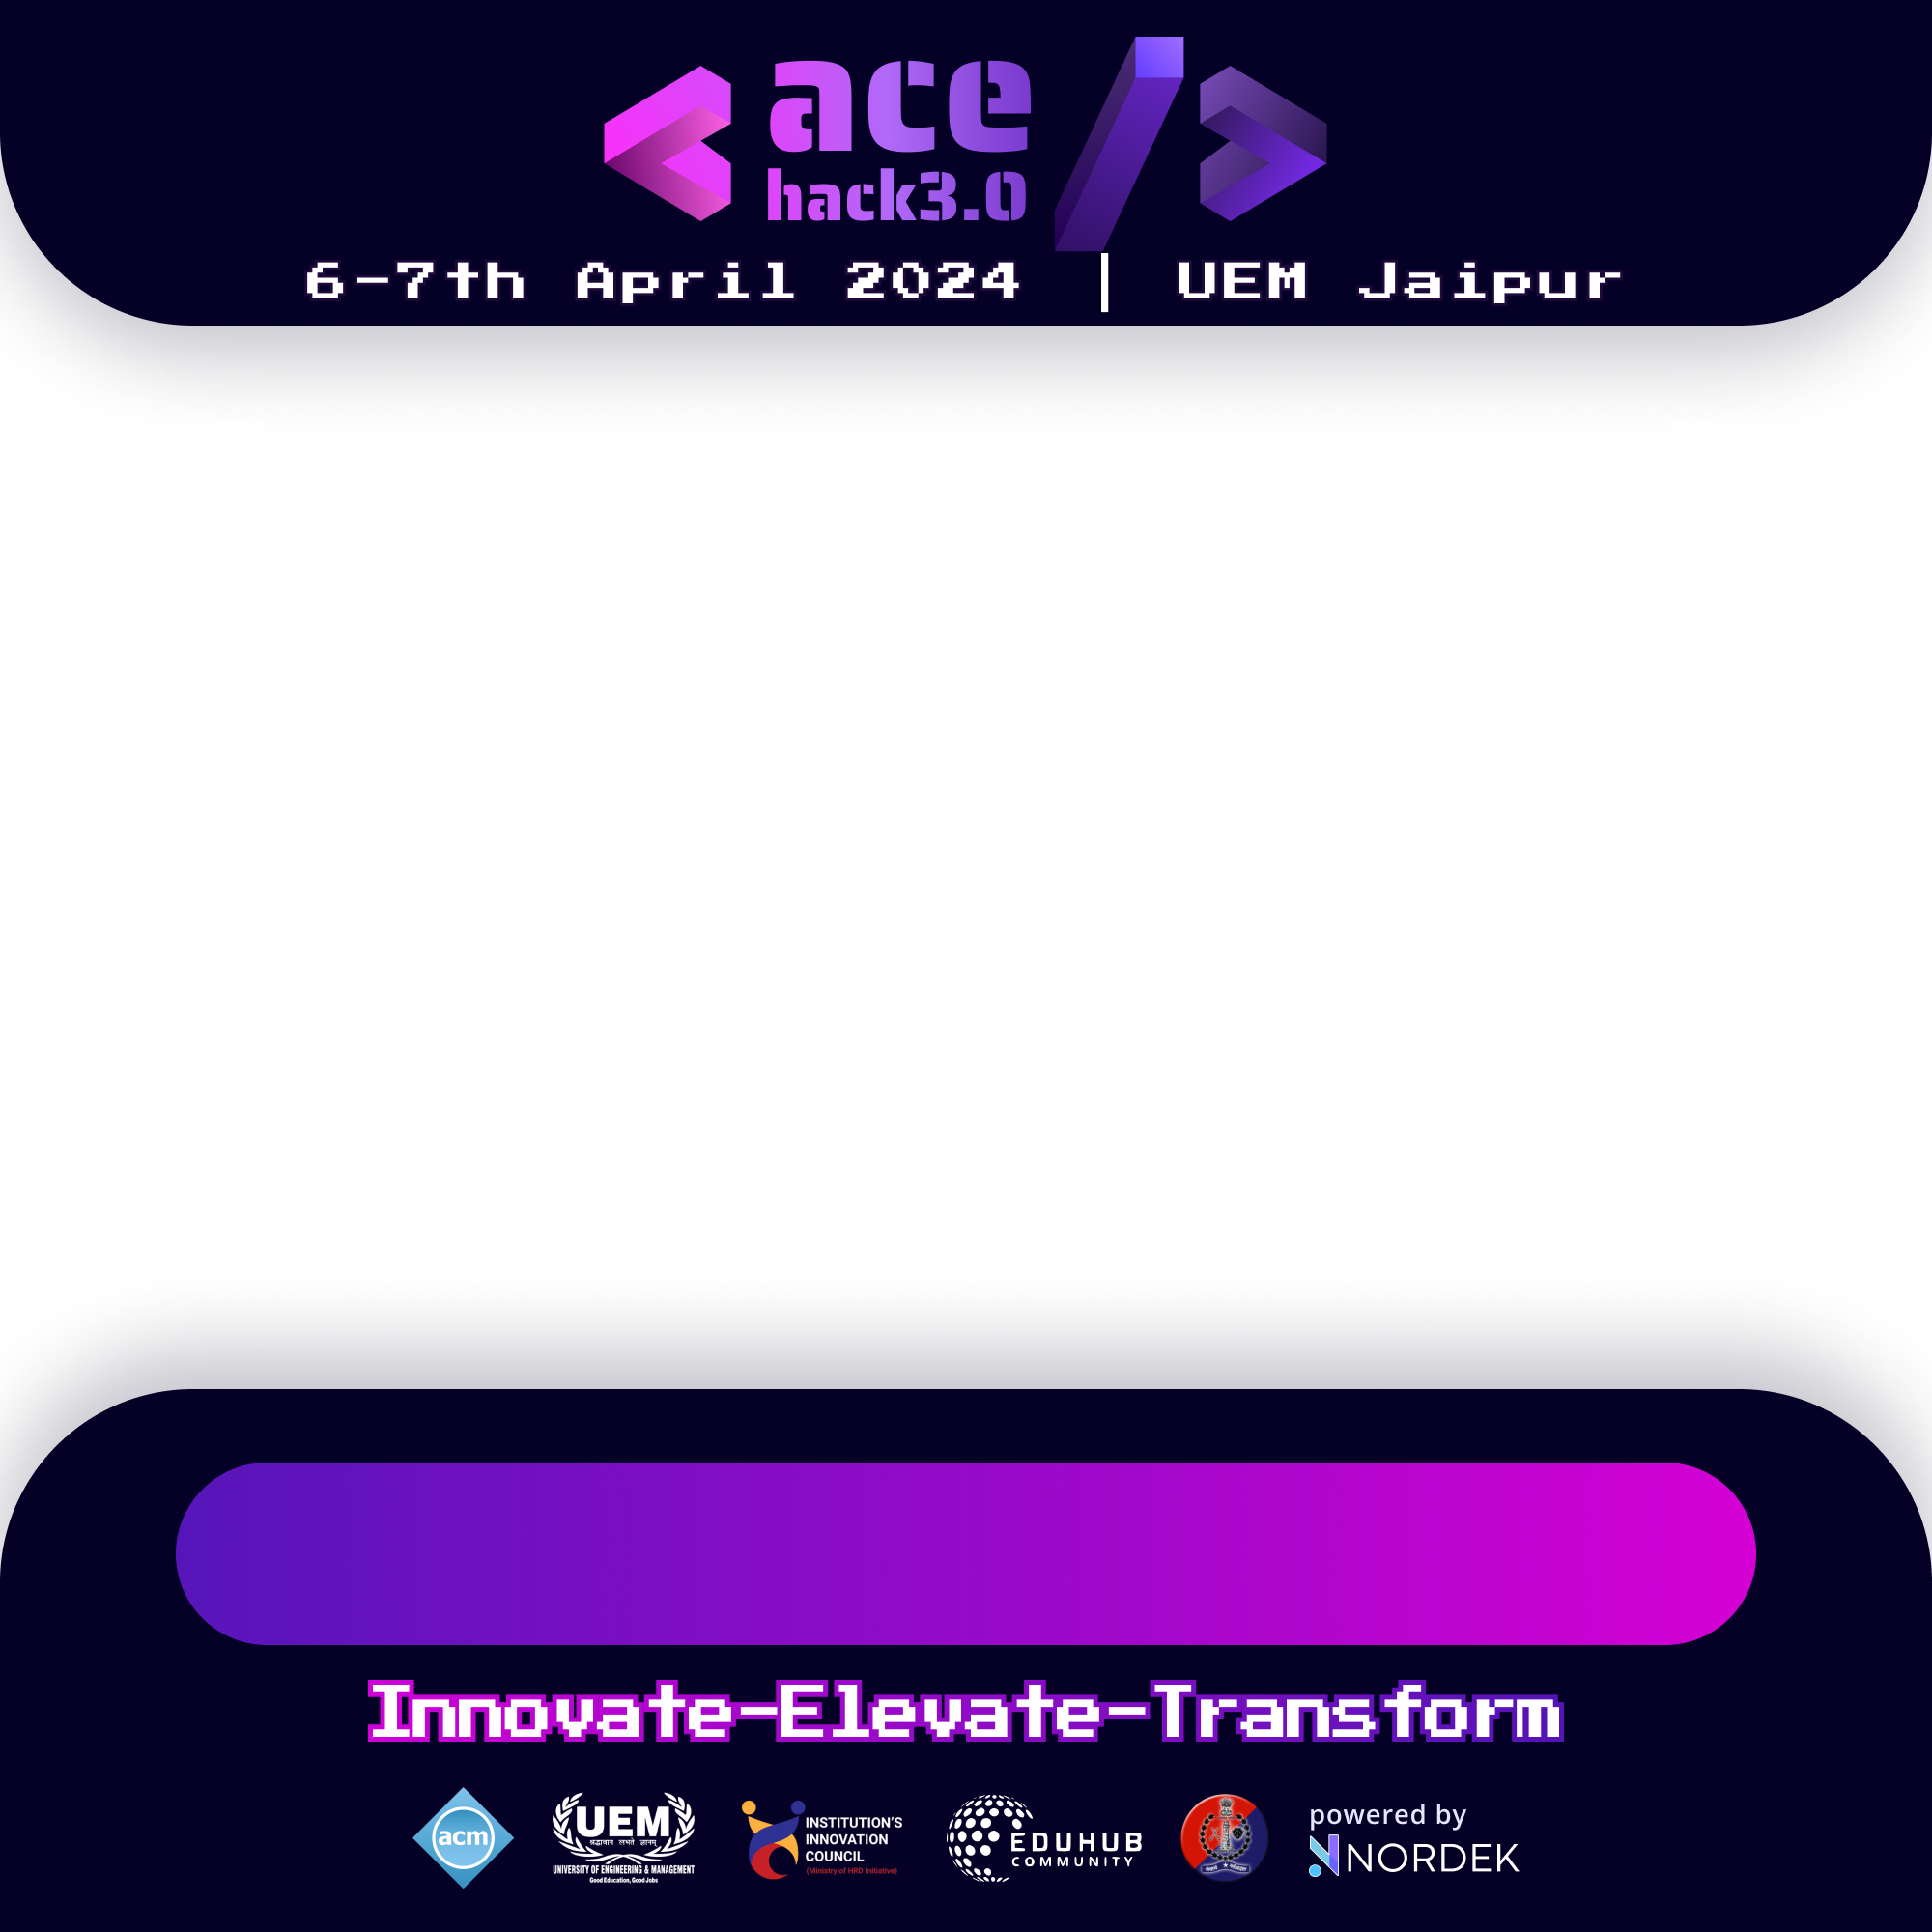 ace
hack3.0
6-7th April 2024 | UEM Jaipur
Innovate-Elevate-Transform
acm
UEM
श्रद्धावान लभते ज्ञानम्
UNIVERSITY OF ENGINEERING & MANAGEMENT
Good Education, Good Jobs
INSTITUTION'S
INNOVATION
COUNCIL
(Ministry of HRD Initiative)
EDUHUB
COMMUNITY
powered by
NORDEK